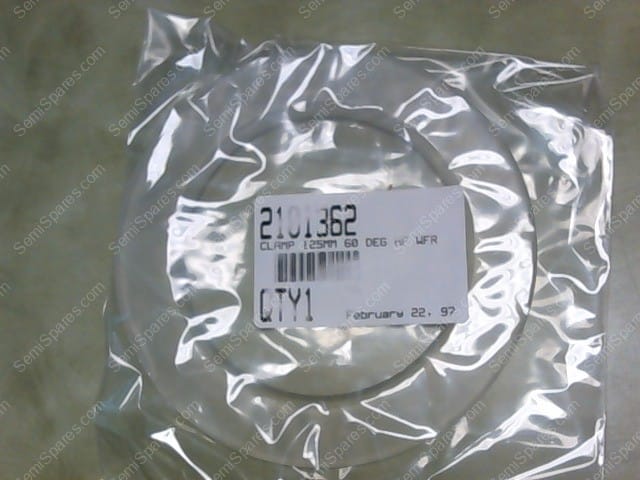 2101362
CLAMP 125MM 60 DEG WFR
QTY1
February 22, 97
SemiSpares.com